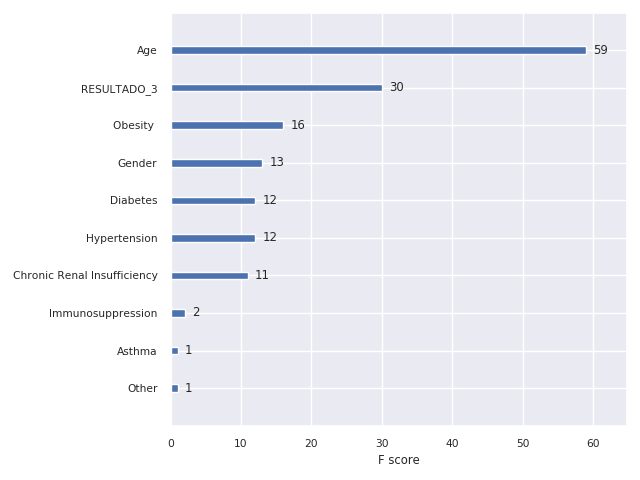 Age 59
RESULTADO_3 30
Obesity 16
Gender 13
Diabetes 12
Hypertension 12
Chronic Renal Insufficiency 11
Immunosuppression 2
Asthma 1
Other 1
0 10 20 30 40 50 60
F score